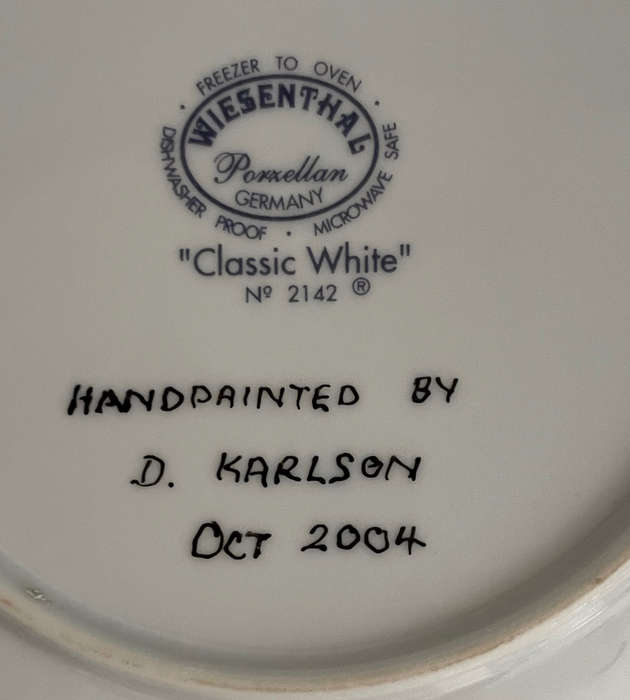 FREEZER TO OVEN
WIESENTHAL
Porzellan
GERMANY
DISHWASHER PROOF · MICROWAVE SAFE
"Classic White"
Nº 2142 ®
HANDPAINTED BY
D. KARLSON
OCT 2004